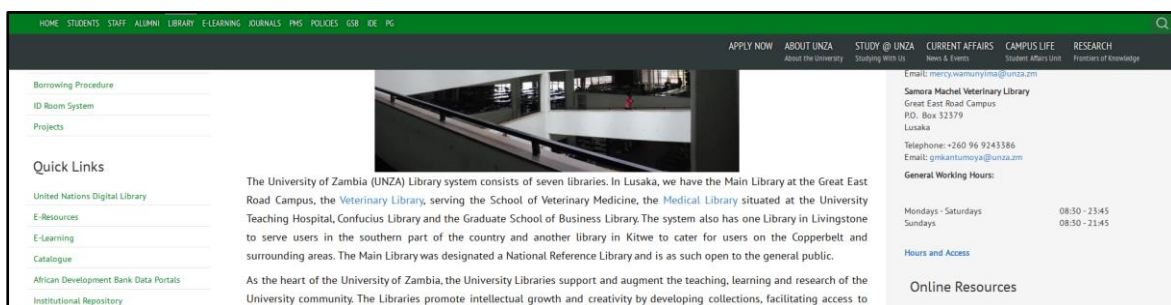 HOME STUDENTS STAFF ALUMNI LIBRARY E-LEARNING JOURNALS PMS POLICIES GSB IDE PG
APPLY NOW ABOUT UNZA STUDY @ UNZA CURRENT AFFAIRS CAMPUS LIFE RESEARCH
About the University Studying With Us News & Events Student Affairs Unit Frontiers of Knowledge
Borrowing Procedure
ID Room System
Projects
Quick Links
United Nations Digital Library
E-Resources
E-Learning
Catalogue
African Development Bank Data Portals
Institutional Repository
The University of Zambia (UNZA) Library system consists of seven libraries. In Lusaka, we have the Main Library at the Great East
Road Campus, the Veterinary Library, serving the School of Veterinary Medicine, the Medical Library situated at the University
Teaching Hospital, Confucius Library and the Graduate School of Business Library. The system also has one Library in Livingstone
to serve users in the southern part of the country and another library in Kitwe to cater for users on the Copperbelt and
surrounding areas. The Main Library was designated a National Reference Library and is as such open to the general public.
As the heart of the University of Zambia, the University Libraries support and augment the teaching, learning and research of the
University community. The Libraries promote intellectual growth and creativity by developing collections, facilitating access to
Email: mercy.wamunyima@unza.zm
Samora Machel Veterinary Library
Great East Road Campus
P.O. Box 32379
Lusaka
Telephone: +260 96 9243386
Email: gmkantumoya@unza.zm
General Working Hours:
Mondays - Saturdays 08:30 - 23:45
Sundays 08:30 - 21:45
Hours and Access
Online Resources